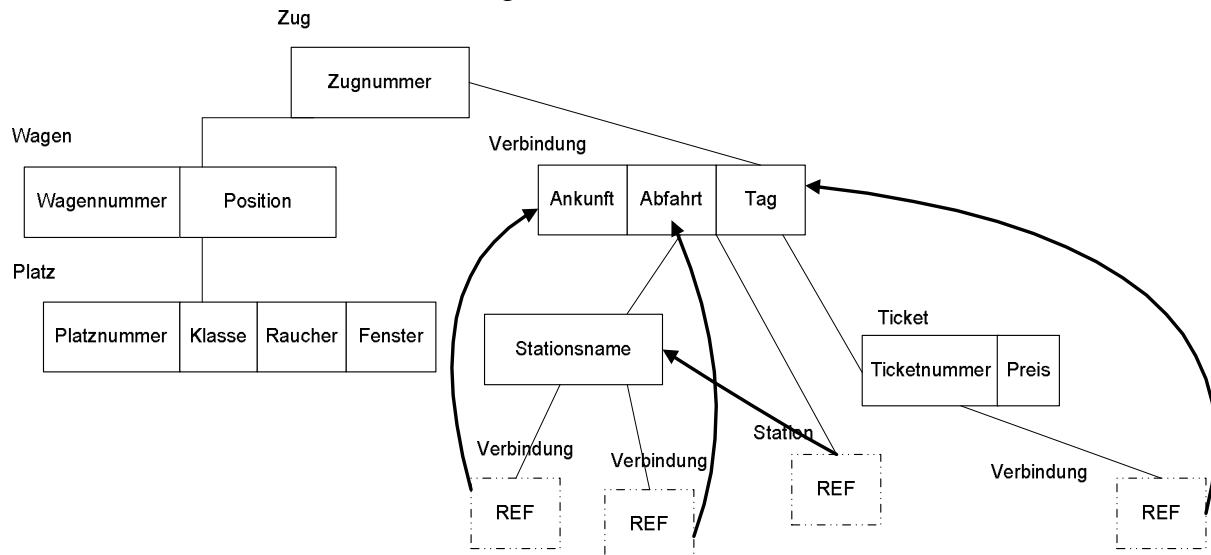 Zug
Zugnummer
Wagen
Verbindung
Wagennummer Position
Ankunft Abfahrt Tag
Platz
Platznummer Klasse Raucher Fenster
Ticket
Stationsname
Ticketnummer Preis
Station
Verbindung
Verbindung
Verbindung
REF
REF
REF
REF